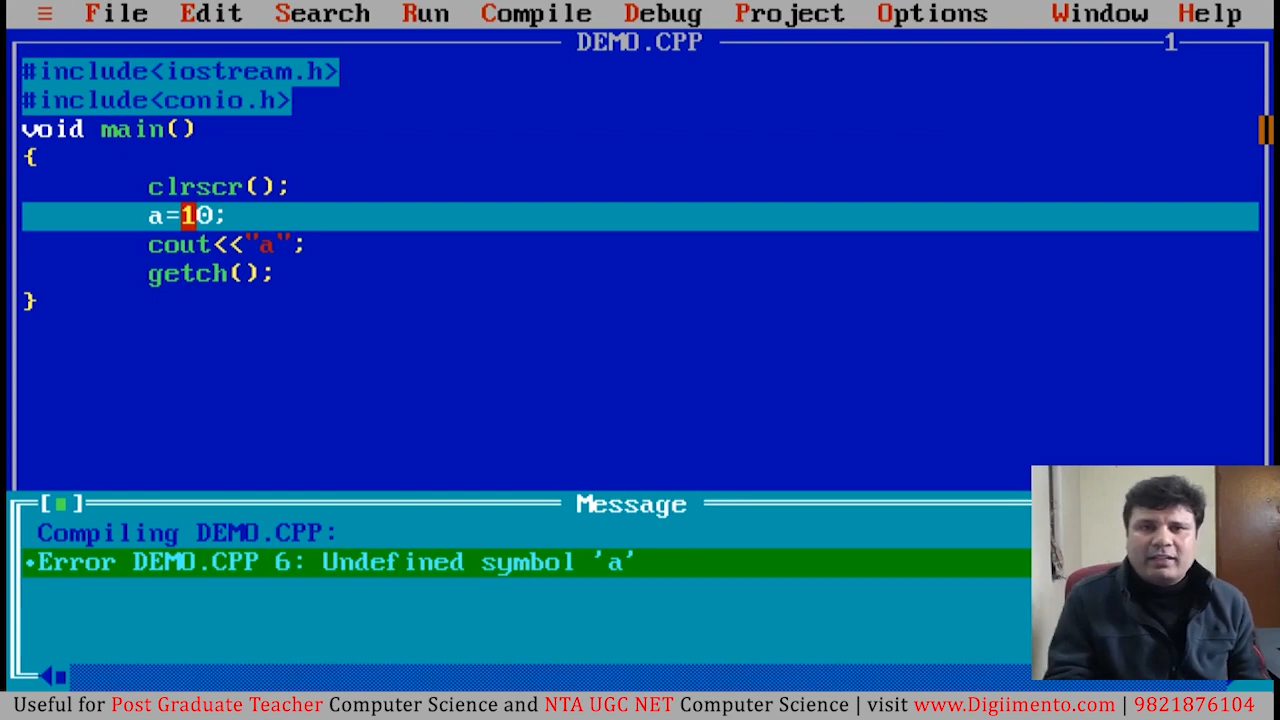 ≡ File Edit Search Run Compile Debug Project Options Window Help
DEMO.CPP 1
#include<iostream.h>
#include<conio.h>
void main()
{
clrscr();
a=10;
cout<<"a";
getch();
}
[■] Message
Compiling DEMO.CPP:
•Error DEMO.CPP 6: Undefined symbol 'a'
Useful for Post Graduate Teacher Computer Science and NTA UGC NET Computer Science | visit www.Digiimento.com | 9821876104